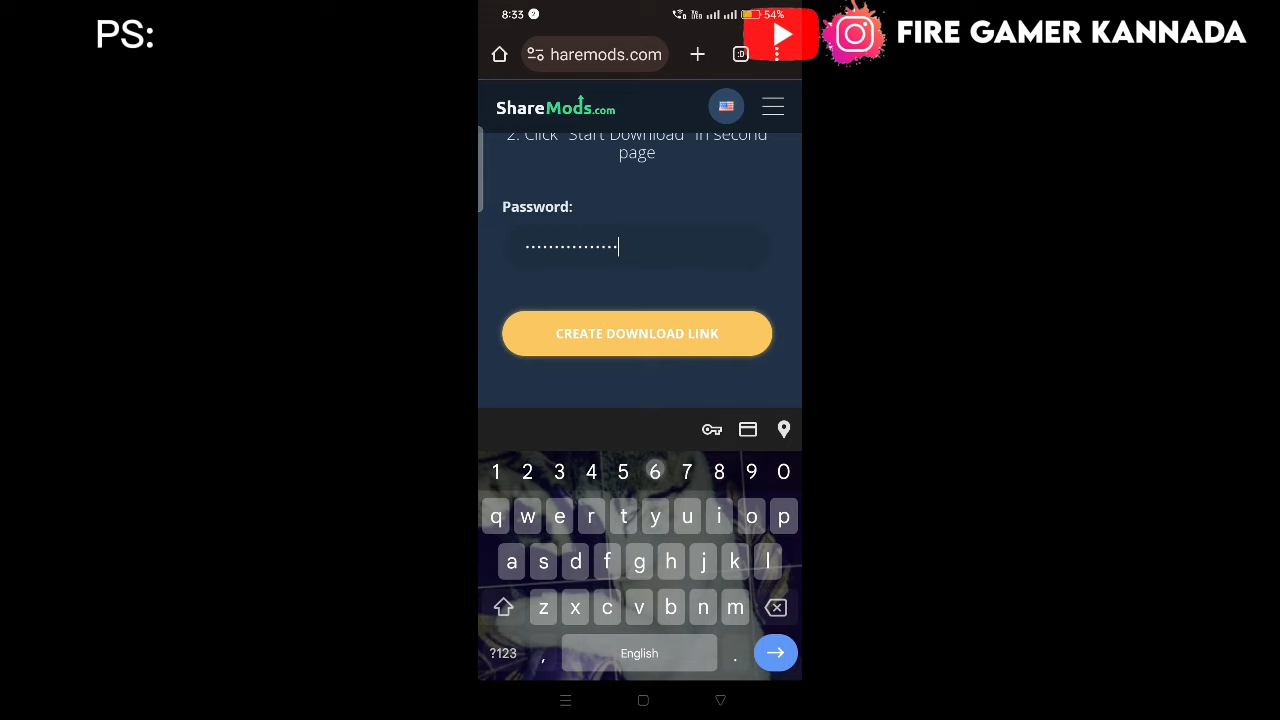 PS:
FIRE GAMER KANNADA
8:33 2 54%
haremods.com + :D
ShareMods.com
2. Click "Start Download" in second
page
Password:
................
CREATE DOWNLOAD LINK
1 2 3 4 5 6 7 8 9 0
q w e r t y u i o p
a s d f g h j k l
z x c v b n m
?123 , English .